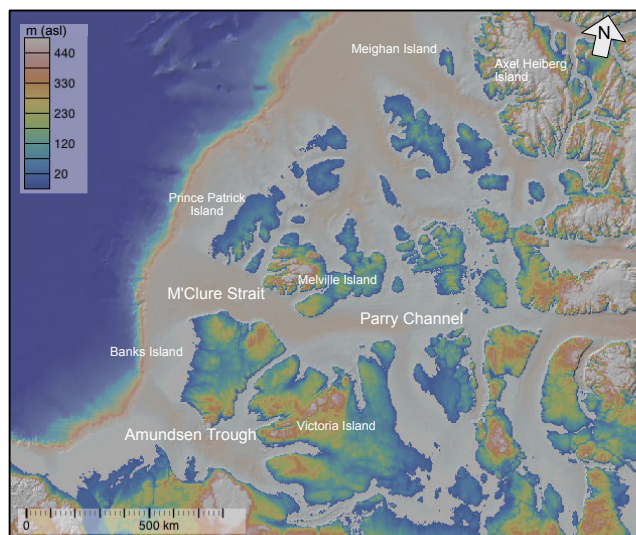 m (asl)
440
330
230
120
20
N
Meighan Island
Axel Heiberg
Island
Prince Patrick
Island
M'Clure Strait
Melville Island
Parry Channel
Banks Island
Amundsen Trough
Victoria Island
0
500 km